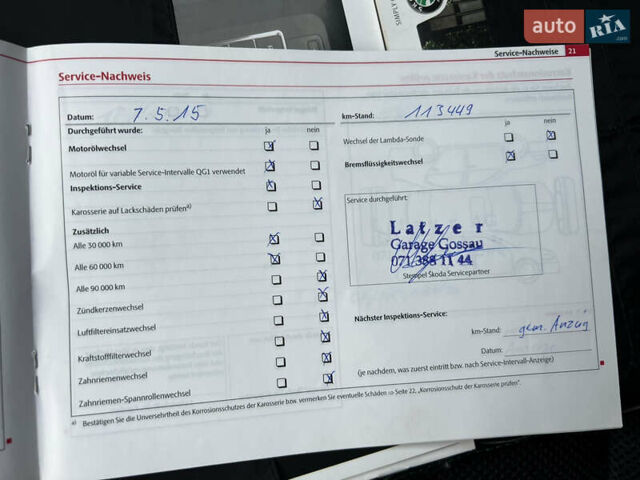 SIMPLY
auto RIA .com
Service-Nachweise 21
Service-Nachweis
Datum: 7.5.15 km-Stand: 113449
Durchgeführt wurde: ja nein ja nein
Motorölwechsel
Wechsel der Lambda-Sonde
Motoröl für variable Service-Intervalle QG1 verwendet
Bremsflüssigkeitswechsel
Inspektions-Service
Karosserie auf Lackschäden prüfen a)
Service durchgeführt:
Zusätzlich
Latzer
Alle 30 000 km
Garage Gossau
071 388 11 44
Alle 60 000 km
Stempel Škoda Servicepartner
Alle 90 000 km
Zündkerzenwechsel
Nächster Inspektions-Service:
Luftfiltereinsatzwechsel
km-Stand: gem. Anzug
Kraftstofffilterwechsel
Datum:
Zahnriemenwechsel
(je nachdem, was zuerst eintritt bzw. nach Service-Intervall-Anzeige)
Zahnriemen-Spannrollenwechsel
a) Bestätigen Sie die Unversehrtheit des Korrosionsschutzes der Karosserie bzw. vermerken Sie eventuelle Schäden ⇒ Seite 22, „Korrosionsschutz der Karosserie prüfen".